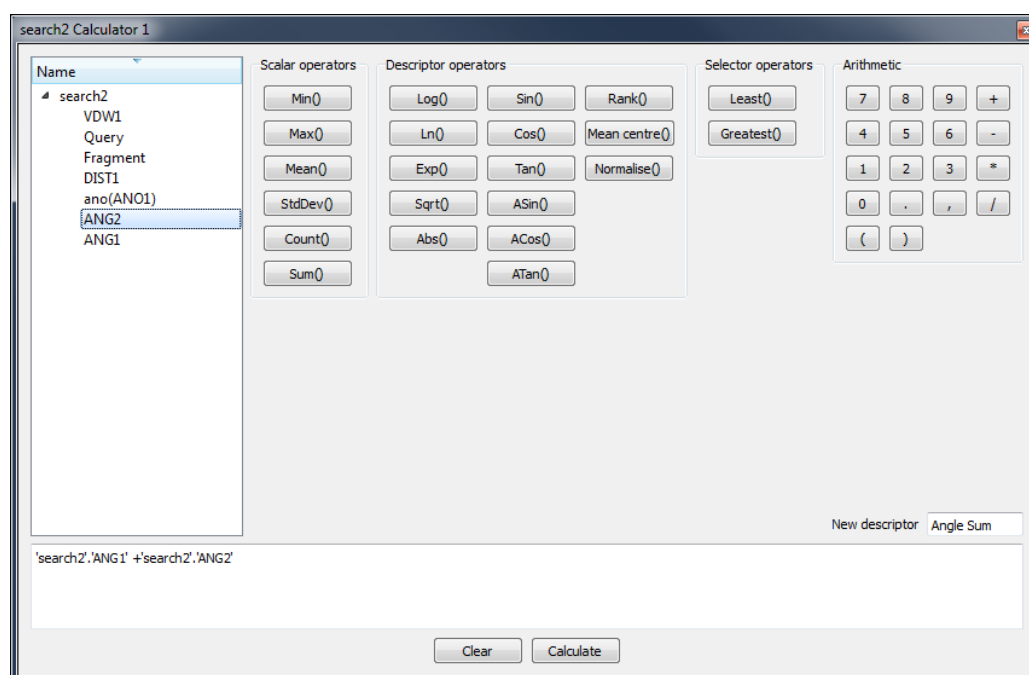 search2 Calculator 1
Name
search2
VDW1
Query
Fragment
DIST1
ano(ANO1)
ANG2
ANG1
Scalar operators
Min()
Max()
Mean()
StdDev()
Count()
Sum()
Descriptor operators
Log() Sin() Rank()
Ln() Cos() Mean centre()
Exp() Tan() Normalise()
Sqrt() ASin()
Abs() ACos()
ATan()
Selector operators
Least()
Greatest()
Arithmetic
7 8 9 +
4 5 6 -
1 2 3 *
0 . , /
( )
New descriptor Angle Sum
'search2'.'ANG1' +'search2'.'ANG2'
Clear Calculate